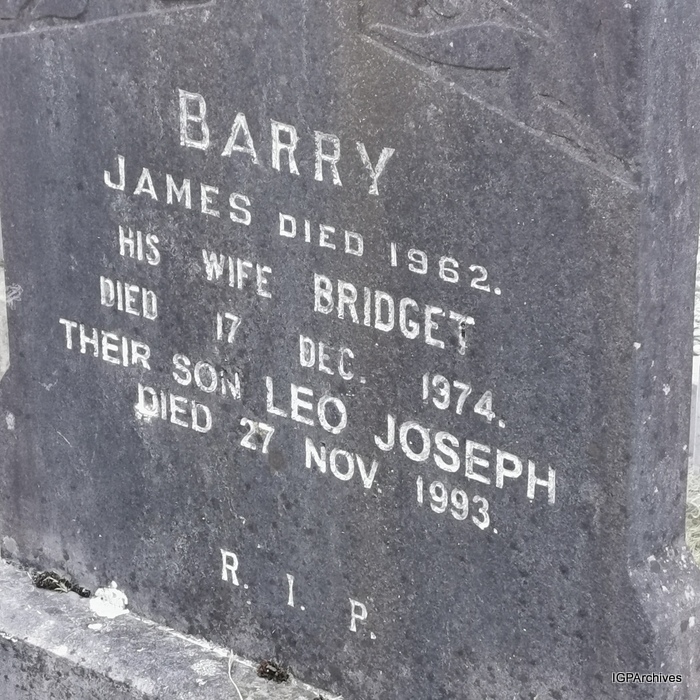 BARRY
JAMES DIED 1962.
HIS WIFE BRIDGET
DIED 17 DEC. 1974.
THEIR SON LEO JOSEPH
DIED 27 NOV. 1993.
R. I. P.
IGPArchives